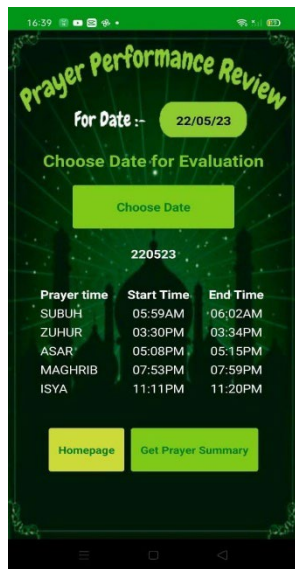 16:39
Prayer Performance Review
For Date :- 22/05/23
Choose Date for Evaluation
Choose Date
220523
Prayer time Start Time End Time
SUBUH 05:59AM 06:02AM
ZUHUR 03:30PM 03:34PM
ASAR 05:08PM 05:15PM
MAGHRIB 07:53PM 07:59PM
ISYA 11:11PM 11:20PM
Homepage Get Prayer Summary